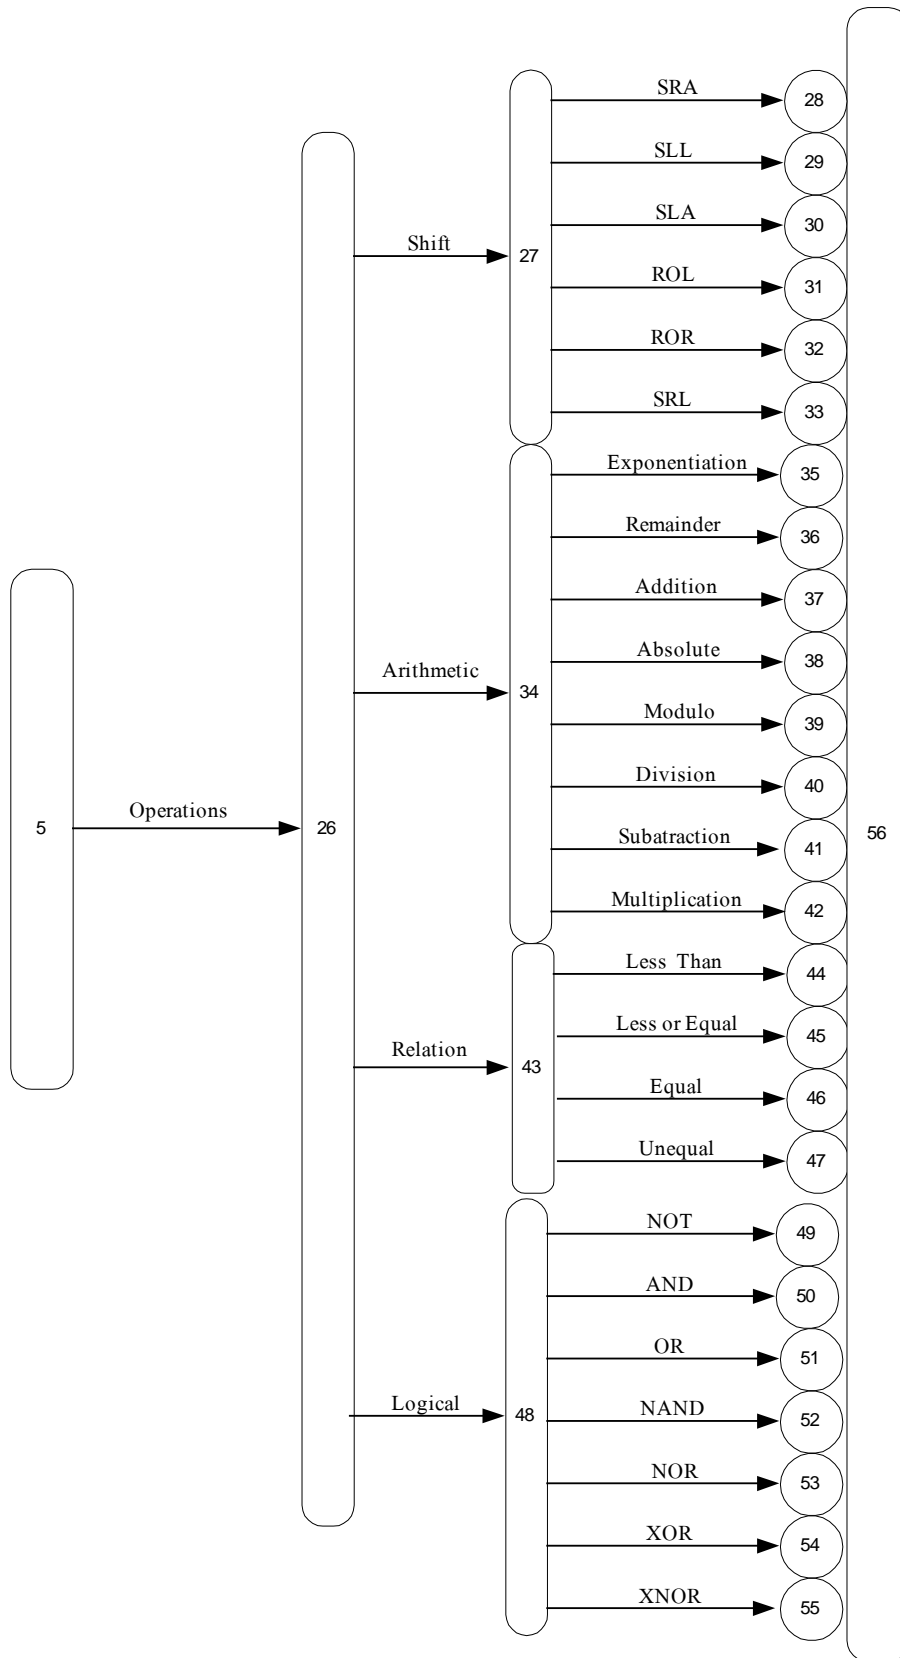 SRA
28
SLL
29
SLA
30
Shift
27
ROL
31
ROR
32
SRL
33
Exponentiation
35
Remainder
36
Addition
37
Arithmetic
34
Absolute
38
Modulo
39
Division
40
5
Operations
26
Subatraction
41
56
Multiplication
42
Less Than
44
Less or Equal
45
Relation
43
Equal
46
Unequal
47
NOT
49
AND
50
OR
51
Logical
48
NAND
52
NOR
53
XOR
54
XNOR
55